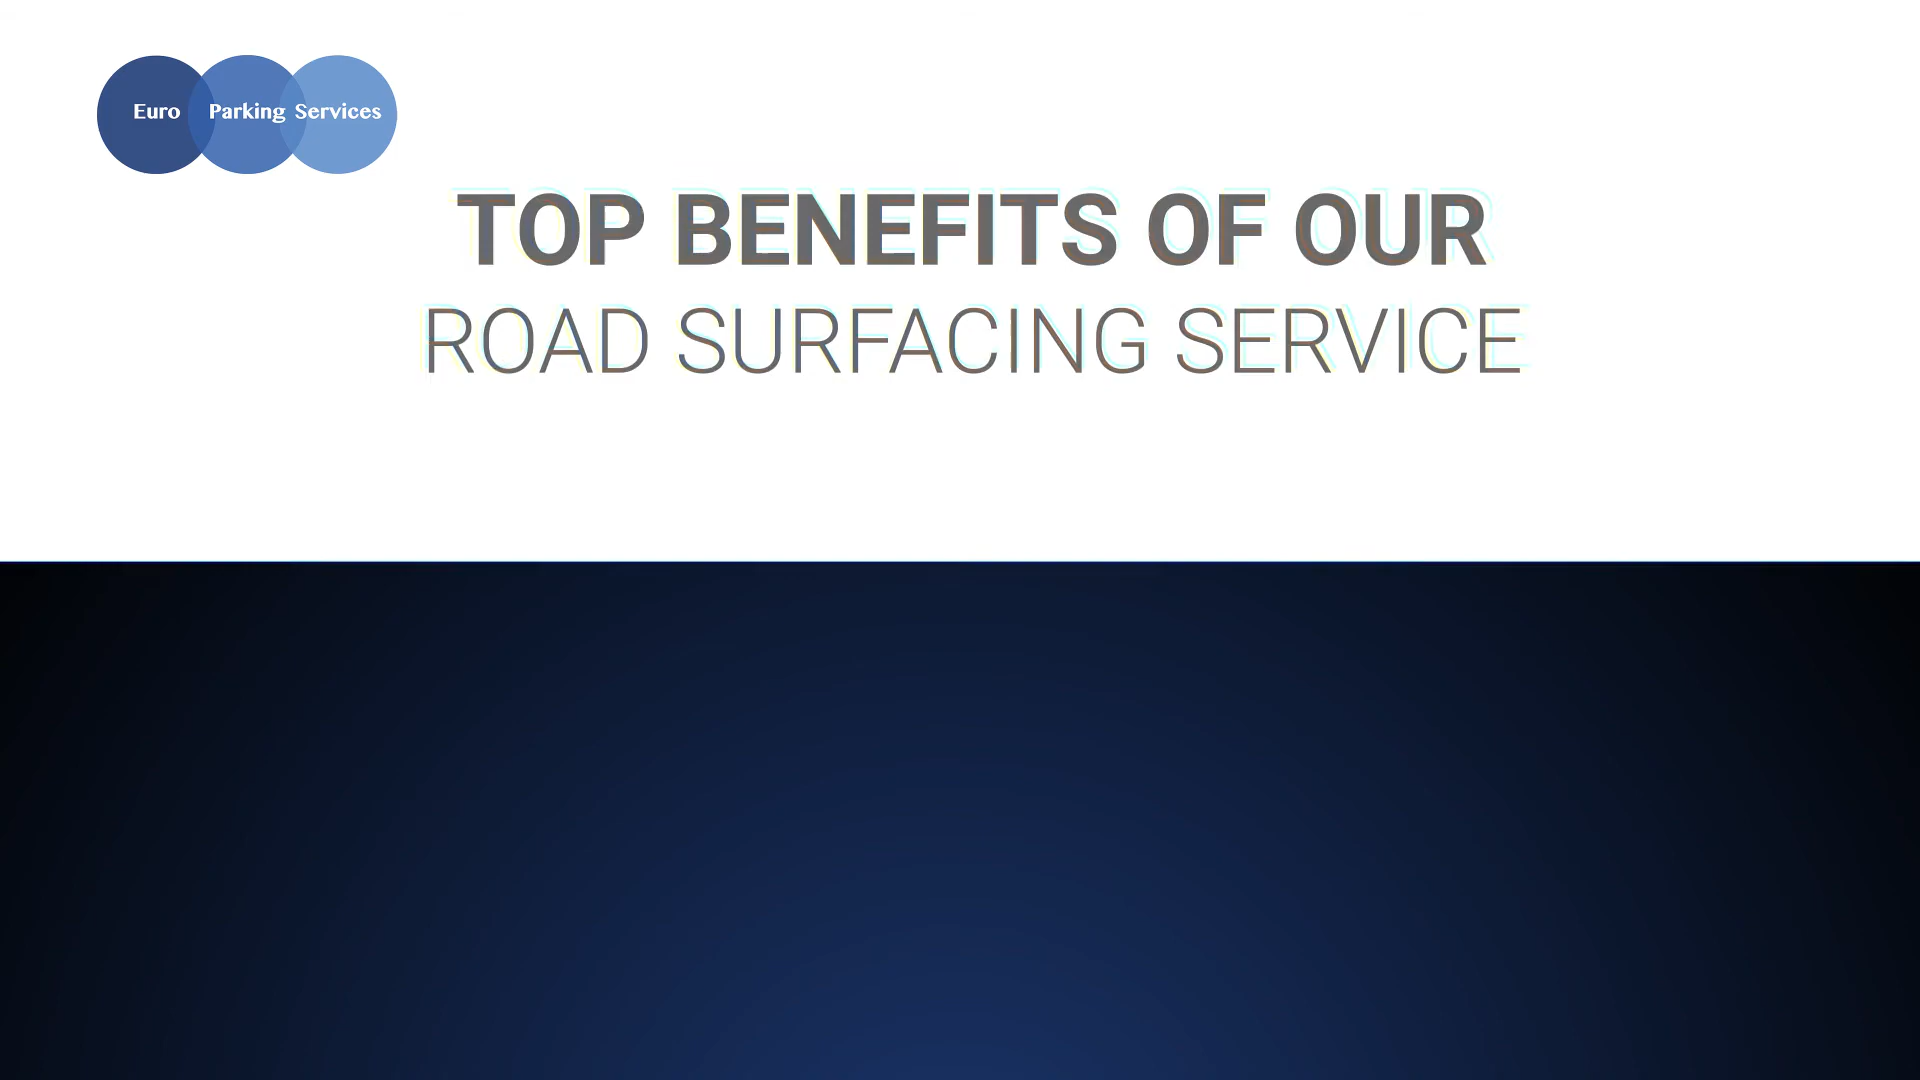 Euro Parking Services
TOP BENEFITS OF OUR
ROAD SURFACING SERVICE